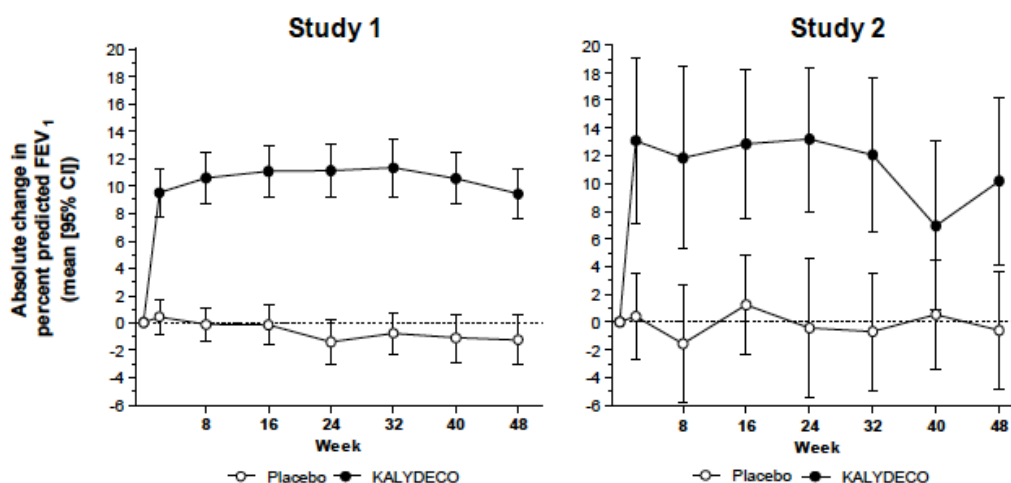 Study 1
Absolute change in
percent predicted FEV1
(mean [95% CI])
20
18
16
14
12
10
8
6
4
2
0
-2
-4
-6
8 16 24 32 40 48
Week
Placebo KALYDECO
Study 2
20
18
16
14
12
10
8
6
4
2
0
-2
-4
-6
8 16 24 32 40 48
Week
Placebo KALYDECO